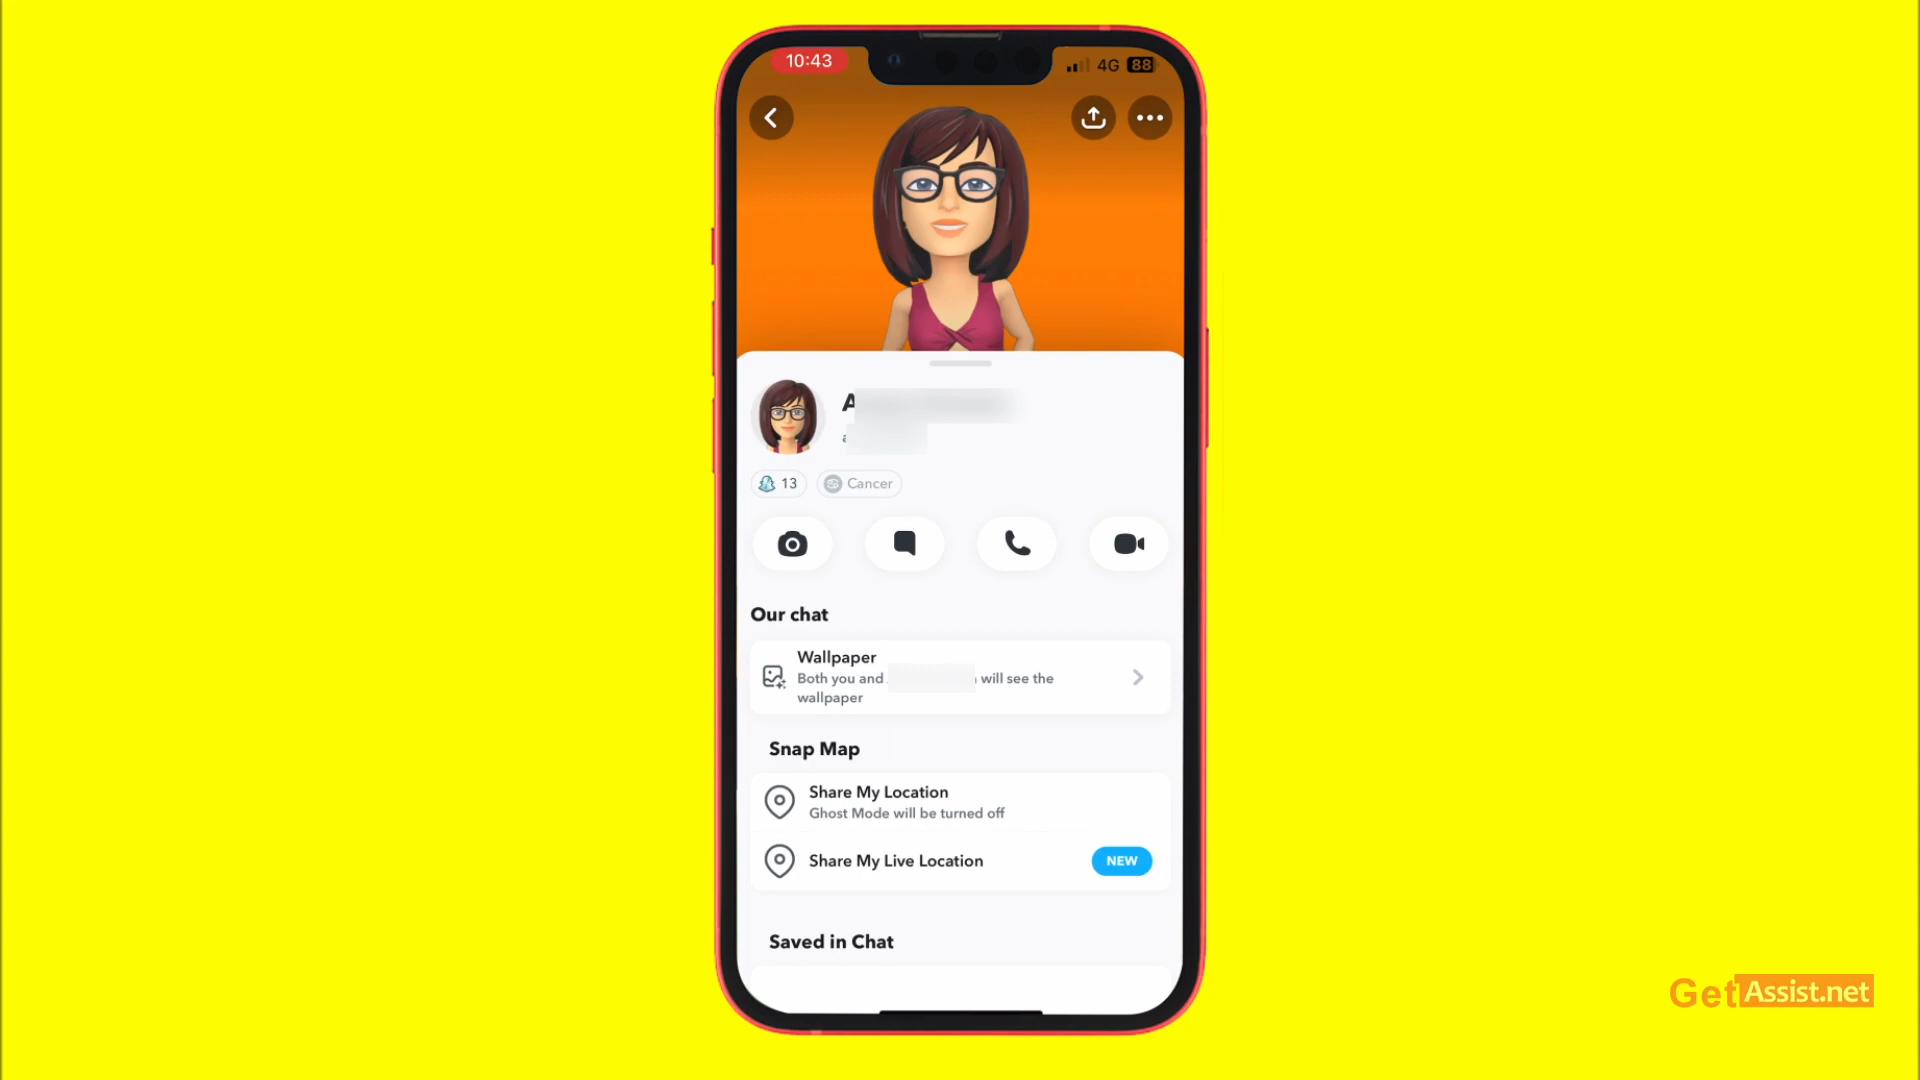 10:43
4G 88
A
a
13
Cancer
Our chat
Wallpaper
Both you and will see the
wallpaper
Snap Map
Share My Location
Ghost Mode will be turned off
Share My Live Location
NEW
Saved in Chat
GetAssist.net